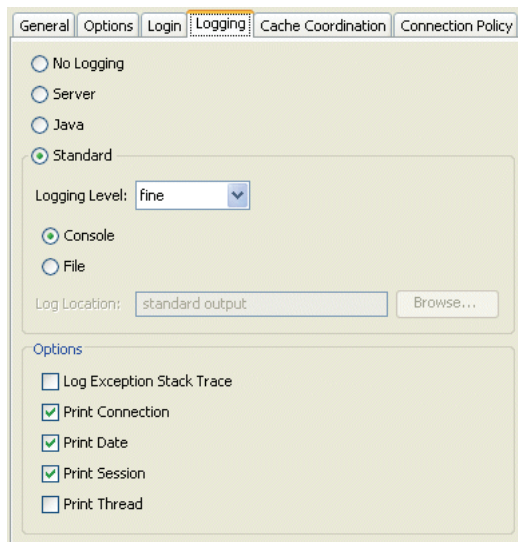 General Options Login Logging Cache Coordination Connection Policy
No Logging
Server
Java
Standard
Logging Level: fine
Console
File
Log Location: standard output Browse...
Options
Log Exception Stack Trace
Print Connection
Print Date
Print Session
Print Thread